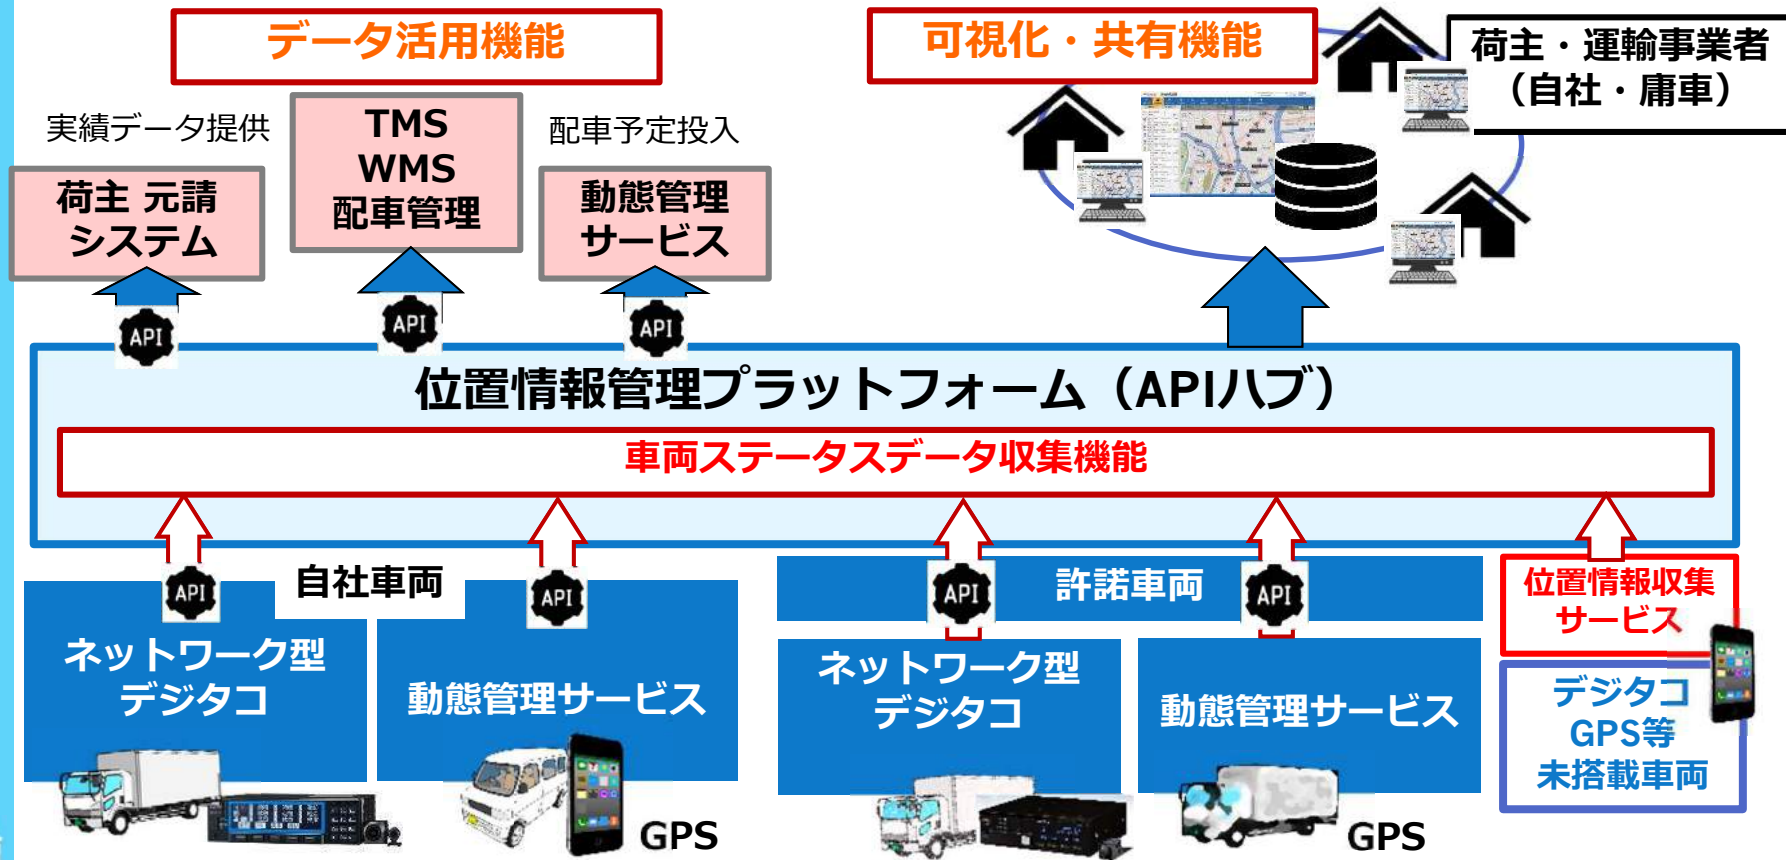 データ活用機能
可視化・共有機能
荷主・運輸事業者
（自社・庸車）
実績データ提供
TMS
WMS
配車管理
配車予定投入
荷主 元請
システム
動態管理
サービス
API
API
API
位置情報管理プラットフォーム（APIハブ）
車両ステータスデータ収集機能
API
自社車両
API
API
許諾車両
API
位置情報収集
サービス
ネットワーク型
デジタコ
動態管理サービス
ネットワーク型
デジタコ
動態管理サービス
デジタコ
GPS等
未搭載車両
GPS
GPS